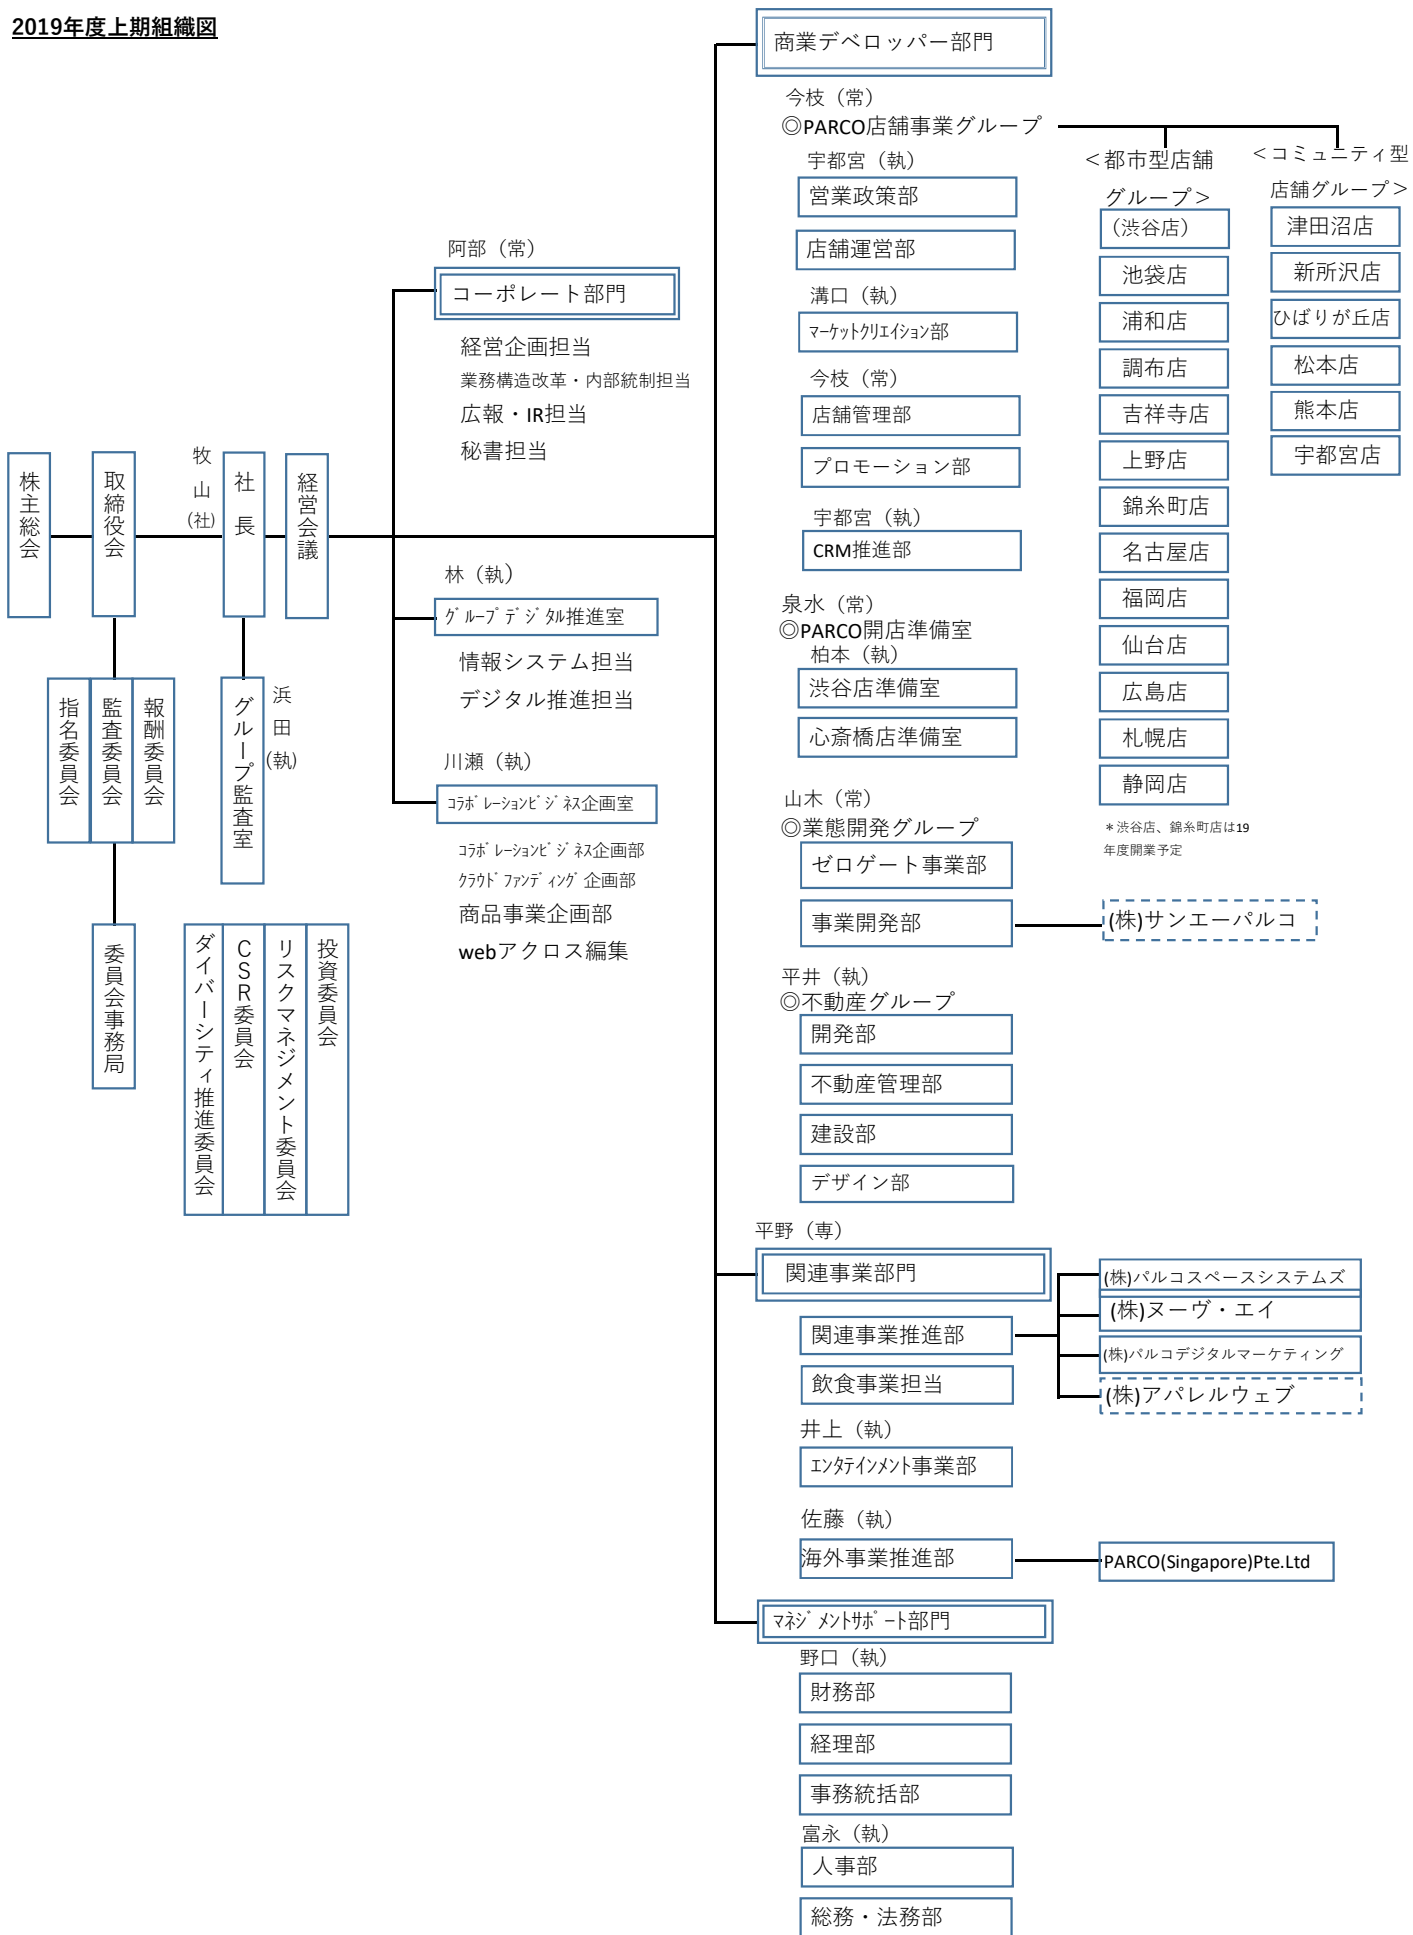 2019年度上期組織図
株主総会
取締役会
牧山(社)
社長
経営会議
指名委員会
監査委員会
報酬委員会
委員会事務局
グループ監査室
浜田(執)
ダイバーシティ推進委員会
CSR委員会
リスクマネジメント委員会
投資委員会
阿部（常）
コーポレート部門
経営企画担当
業務構造改革・内部統制担当
広報・IR担当
秘書担当
林（執）
ｸﾞﾙｰﾌﾟﾃﾞｼﾞﾀﾙ推進室
情報システム担当
デジタル推進担当
川瀬（執）
ｺﾗﾎﾞﾚｰｼｮﾝﾋﾞｼﾞﾈｽ企画室
ｺﾗﾎﾞﾚｰｼｮﾝﾋﾞｼﾞﾈｽ企画部
ｸﾗｳﾄﾞﾌｧﾝﾃﾞｨﾝｸﾞ企画部
商品事業企画部
webアクロス編集
商業デベロッパー部門
今枝（常）
◎PARCO店舗事業グループ
宇都宮（執）
営業政策部
店舗運営部
溝口（執）
ﾏｰｹｯﾄｸﾘｴｲｼｮﾝ部
今枝（常）
店舗管理部
プロモーション部
宇都宮（執）
CRM推進部
泉水（常）
◎PARCO開店準備室
柏本（執）
渋谷店準備室
心斎橋店準備室
山木（常）
◎業態開発グループ
ゼロゲート事業部
事業開発部
(株)サンエーパルコ
平井（執）
◎不動産グループ
開発部
不動産管理部
建設部
デザイン部
＜都市型店舗
グループ＞
（渋谷店）
池袋店
浦和店
調布店
吉祥寺店
上野店
錦糸町店
名古屋店
福岡店
仙台店
広島店
札幌店
静岡店
＊渋谷店、錦糸町店は19
年度開業予定
＜コミュニティ型
店舗グループ＞
津田沼店
新所沢店
ひばりが丘店
松本店
熊本店
宇都宮店
平野（専）
関連事業部門
関連事業推進部
飲食事業担当
(株)パルコスペースシステムズ
(株)ヌーヴ・エイ
(株)パルコデジタルマーケティング
(株)アパレルウェブ
井上（執）
ｴﾝﾀﾃｲﾝﾒﾝﾄ事業部
佐藤（執）
海外事業推進部
PARCO(Singapore)Pte.Ltd
ﾏﾈｼﾞﾒﾝﾄｻﾎﾟｰﾄ部門
野口（執）
財務部
経理部
事務統括部
富永（執）
人事部
総務・法務部